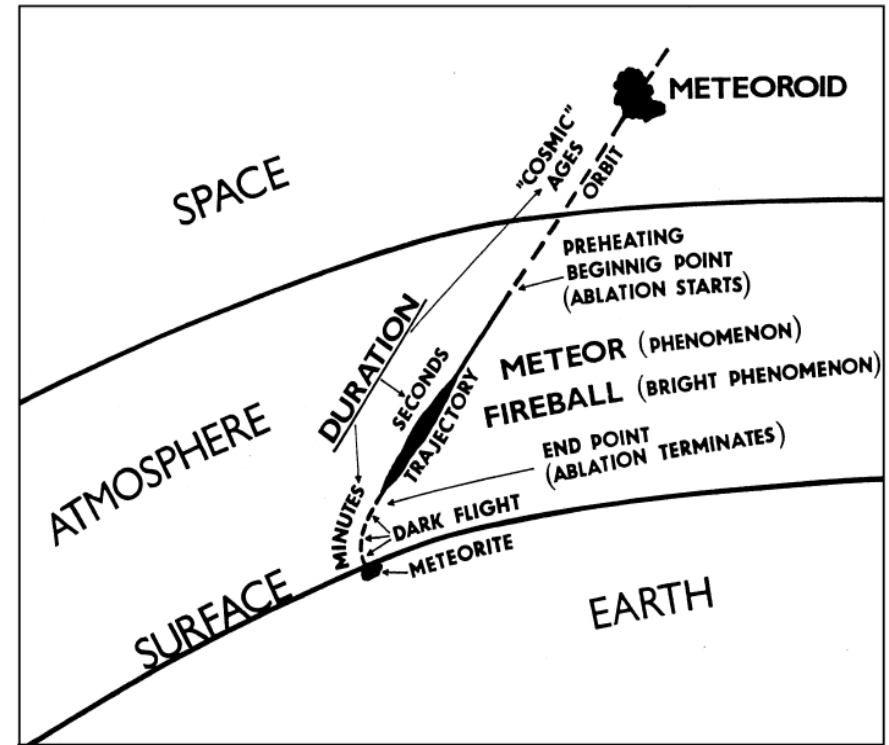 METEOROID
"COSMIC"
AGES
ORBIT
SPACE
PREHEATING
BEGINNIG POINT
(ABLATION STARTS)
DURATION
SECONDS
TRAJECTORY
METEOR (PHENOMENON)
FIREBALL (BRIGHT PHENOMENON)
ATMOSPHERE
END POINT
(ABLATION TERMINATES)
MINUTES
DARK FLIGHT
METEORITE
SURFACE
EARTH